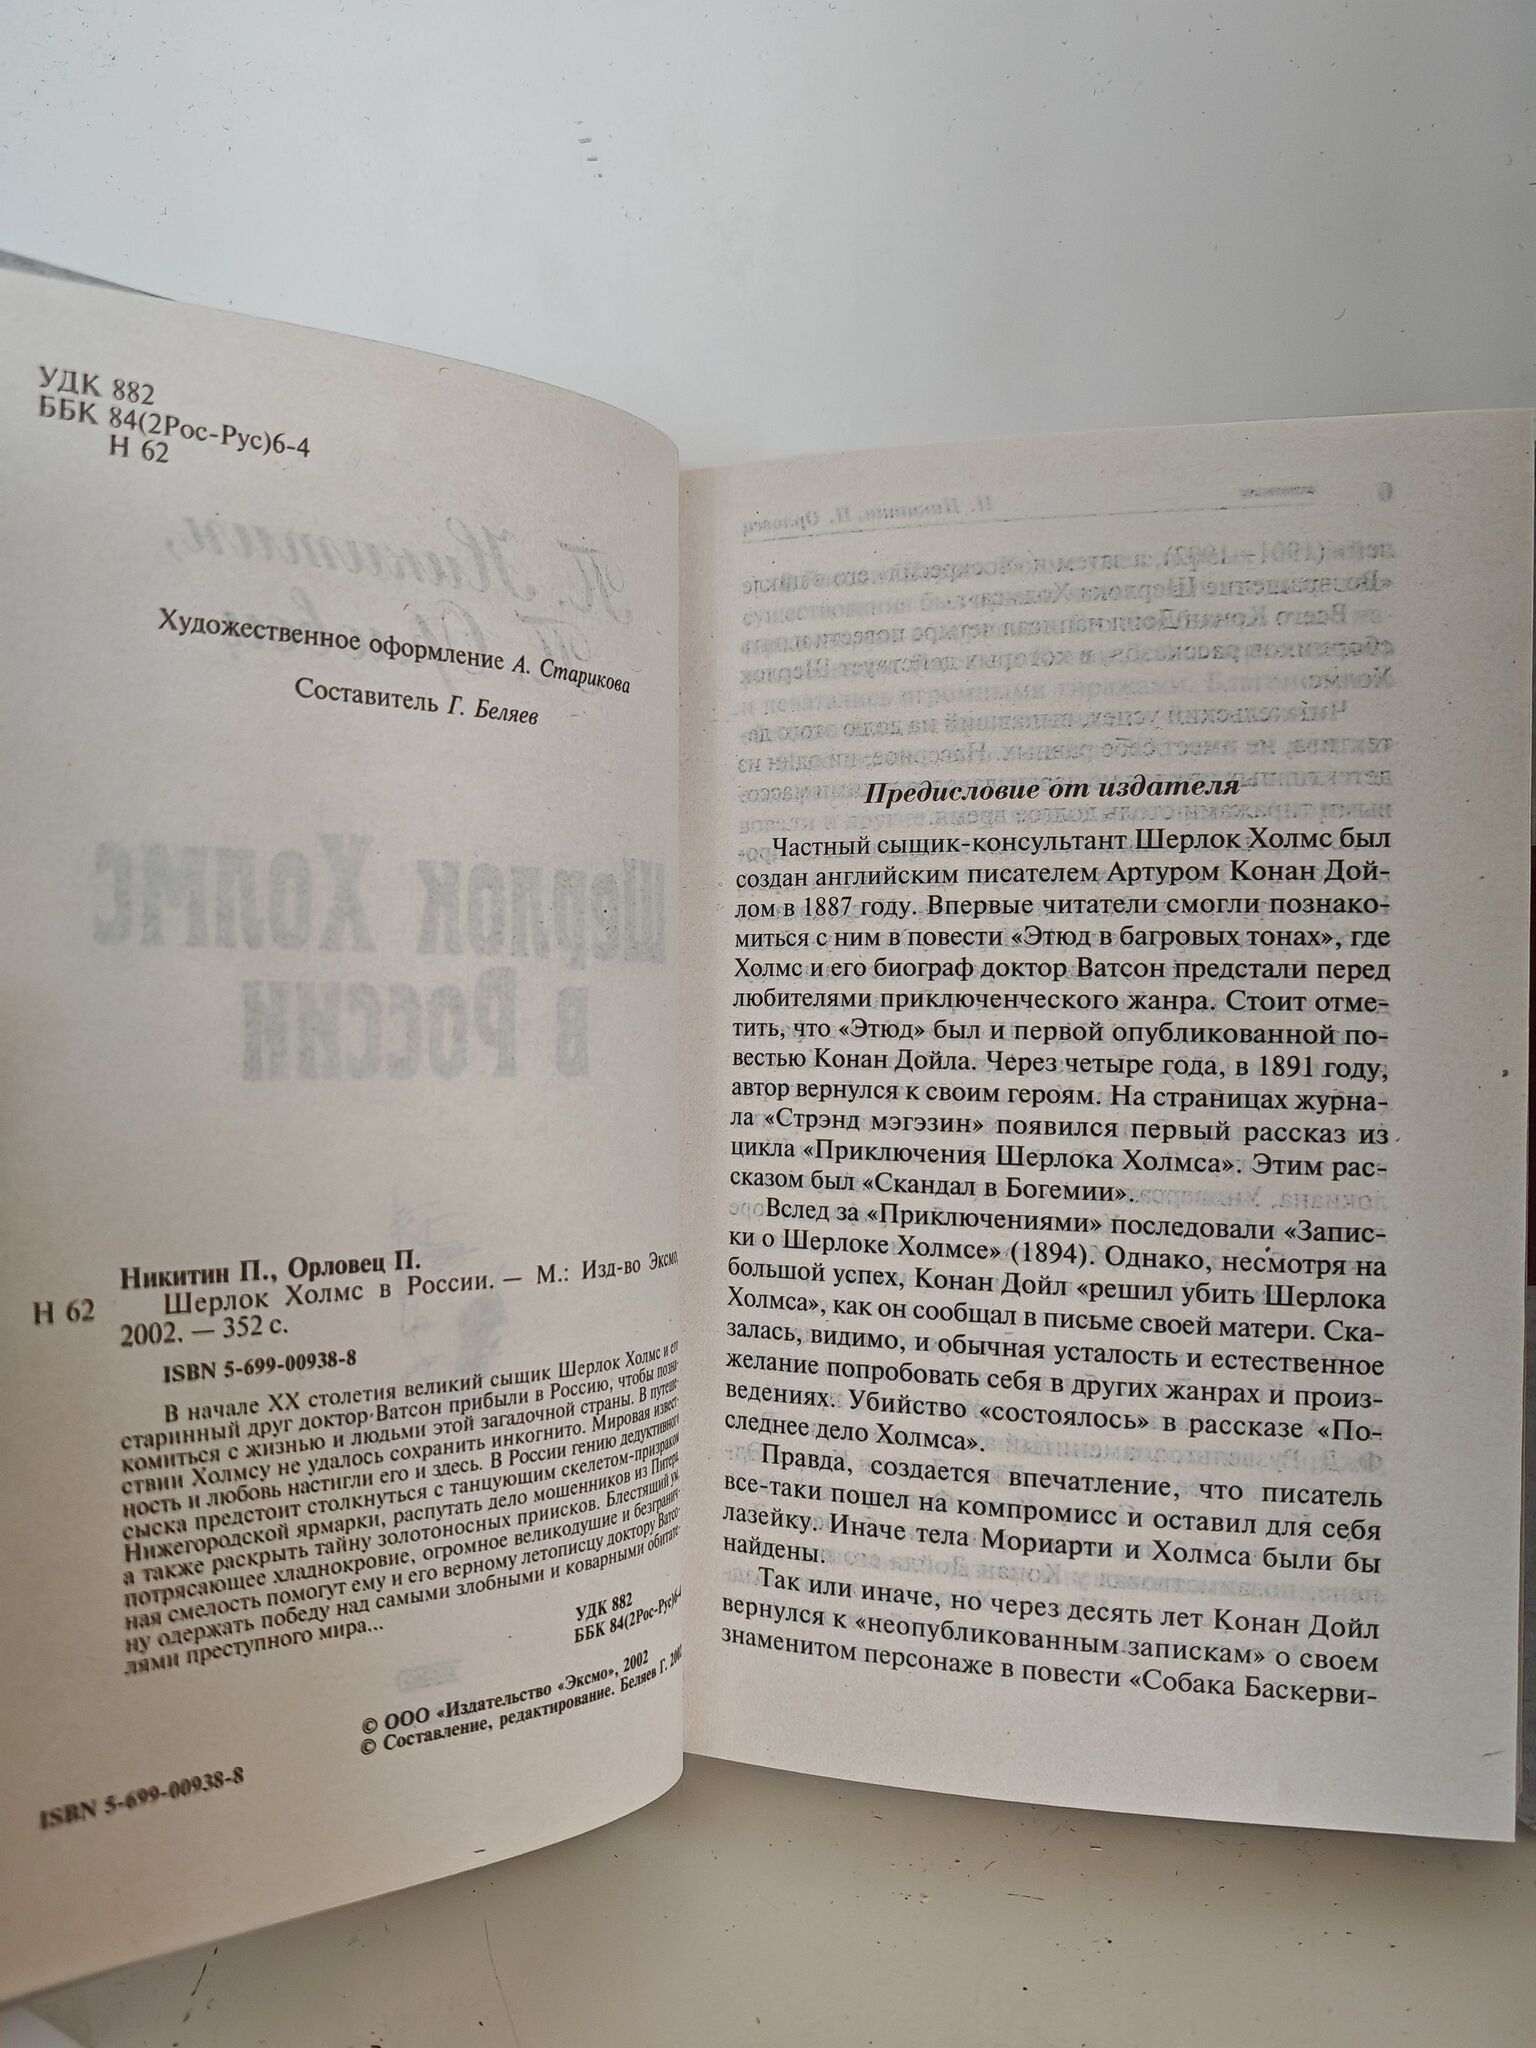 УДК 882
ББК 84(2Рос-Рус)6-4
Н 62
Художественное оформление А. Старикова
Составитель Г. Беляев
Никитин П., Орловец П.
Н 62 Шерлок Холмс в России. — М.: Изд-во Эксмо,
2002. — 352 с.
ISBN 5-699-00938-8
В начале XX столетия великий сыщик Шерлок Холмс и его
старинный друг доктор Ватсон прибыли в Россию, чтобы позна-
комиться с жизнью и людьми этой загадочной страны. В путеше-
ствии Холмсу не удалось сохранить инкогнито. Мировая извест-
ность и любовь настигли его и здесь. В России гению дедуктивного
сыска предстоит столкнуться с танцующим скелетом-призраком
Нижегородской ярмарки, распутать дело мошенников из Питера,
а также раскрыть тайну золотоносных приисков. Блестящий ум,
потрясающее хладнокровие, огромное великодушие и безгранич-
ная смелость помогут ему и его верному летописцу доктору Ватсо-
ну одержать победу над самыми злобными и коварными обитате-
лями преступного мира...
УДК 882
ББК 84(2Рос-Рус)6-4
© ООО «Издательство «Эксмо», 2002
© Составление, редактирование. Беляев Г. 2002
ISBN 5-699-00938-8
Предисловие от издателя
Частный сыщик-консультант Шерлок Холмс был
создан английским писателем Артуром Конан Дой-
лом в 1887 году. Впервые читатели смогли познако-
миться с ним в повести «Этюд в багровых тонах», где
Холмс и его биограф доктор Ватсон предстали перед
любителями приключенческого жанра. Стоит отме-
тить, что «Этюд» был и первой опубликованной по-
вестью Конан Дойла. Через четыре года, в 1891 году,
автор вернулся к своим героям. На страницах журна-
ла «Стрэнд мэгэзин» появился первый рассказ из
цикла «Приключения Шерлока Холмса». Этим рас-
сказом был «Скандал в Богемии».
Вслед за «Приключениями» последовали «Запис-
ки о Шерлоке Холмсе» (1894). Однако, несмотря на
большой успех, Конан Дойл «решил убить Шерлока
Холмса», как он сообщал в письме своей матери. Ска-
залась, видимо, и обычная усталость и естественное
желание попробовать себя в других жанрах и произ-
ведениях. Убийство «состоялось» в рассказе «По-
следнее дело Холмса».
Правда, создается впечатление, что писатель
все-таки пошел на компромисс и оставил для себя
лазейку. Иначе тела Мориарти и Холмса были бы
найдены.
Так или иначе, но через десять лет Конан Дойл
вернулся к «неопубликованным запискам» о своем
знаменитом персонаже в повести «Собака Баскерви-